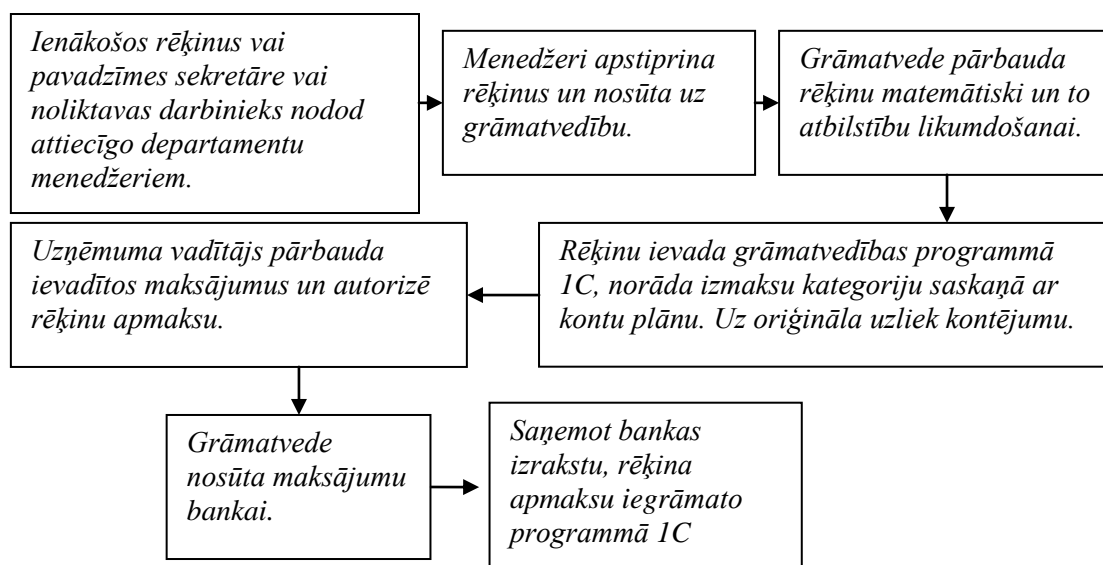 Ienākošos rēķinus vai
pavadzīmes sekretāre vai
noliktavas darbinieks nodod
attiecīgo departamentu
menedžeriem.
Menedžeri apstiprina
rēķinus un nosūta uz
grāmatvedību.
Grāmatvede pārbauda
rēķinu matemātiski un to
atbilstību likumdošanai.
Rēķinu ievada grāmatvedības programmā
1C, norāda izmaksu kategoriju saskaņā ar
kontu plānu. Uz oriģināla uzliek kontējumu.
Uzņēmuma vadītājs pārbauda
ievadītos maksājumus un autorizē
rēķinu apmaksu.
Grāmatvede
nosūta maksājumu
bankai.
Saņemot bankas
izrakstu, rēķina
apmaksu iegrāmato
programmā 1C